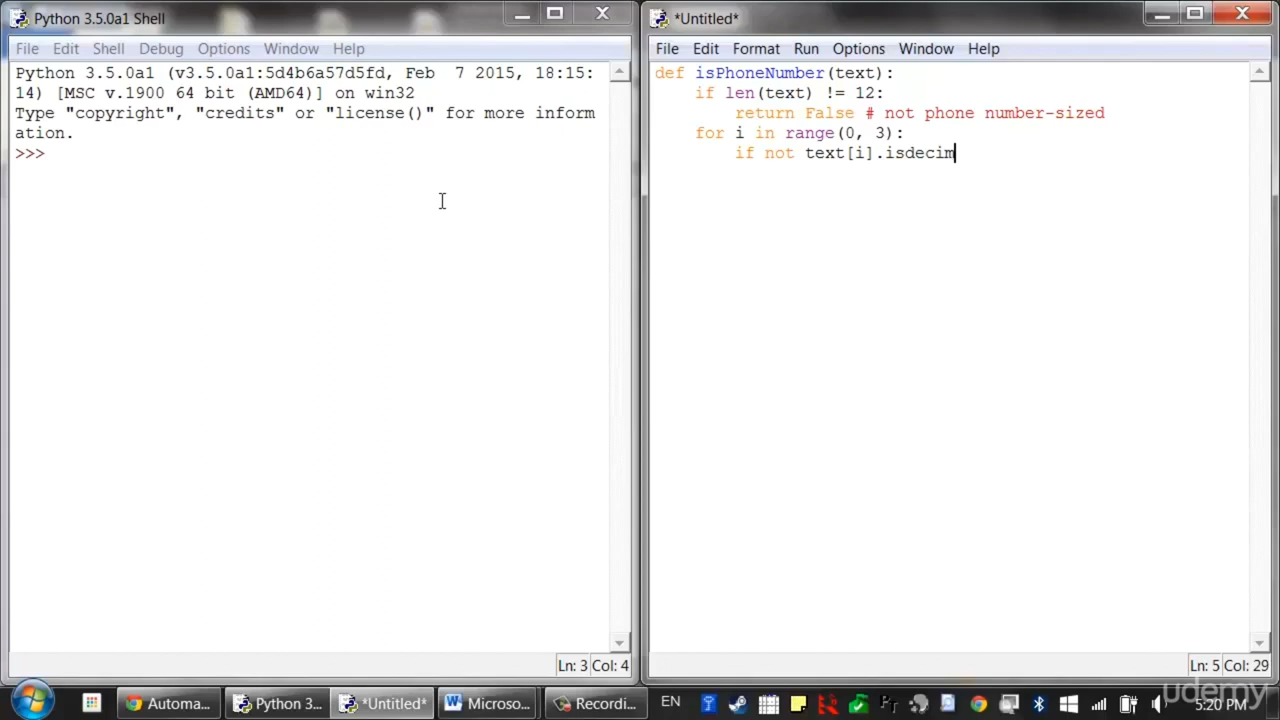 Python 3.5.0a1 Shell
File Edit Shell Debug Options Window Help
Python 3.5.0a1 (v3.5.0a1:5d4b6a57d5fd, Feb  7 2015, 18:15:
14) [MSC v.1900 64 bit (AMD64)] on win32
Type "copyright", "credits" or "license()" for more inform
ation.
>>>
Ln: 3 Col: 4
*Untitled*
File Edit Format Run Options Window Help
def isPhoneNumber(text):
    if len(text) != 12:
        return False # not phone number-sized
    for i in range(0, 3):
        if not text[i].isdecim
Ln: 5 Col: 29
Automa... Python 3... *Untitled* Microso... Recordi... EN 5:20 PM
udemy